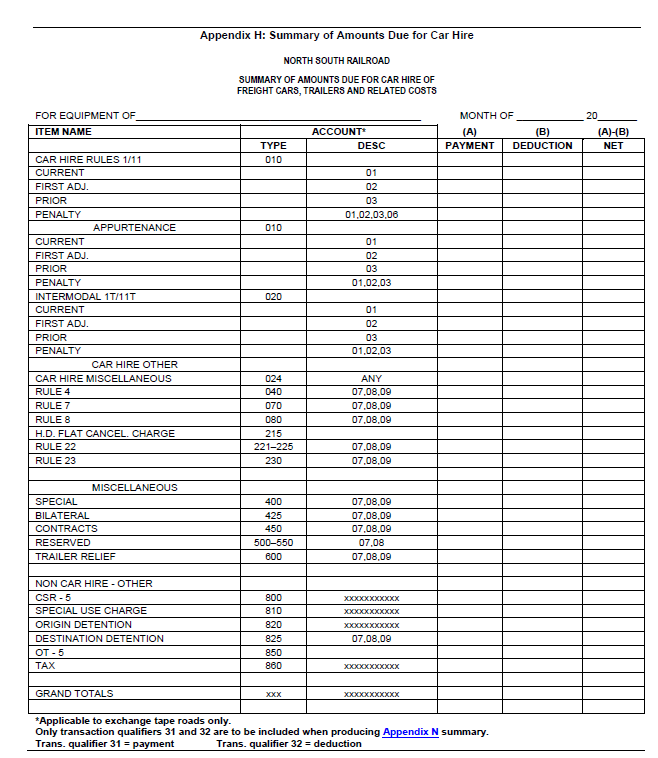 Appendix H: Summary of Amounts Due for Car Hire
NORTH SOUTH RAILROAD
SUMMARY OF AMOUNTS DUE FOR CAR HIRE OF
FREIGHT CARS, TRAILERS AND RELATED COSTS
FOR EQUIPMENT OF____ MONTH OF ____ 20____
ITEM NAME ACCOUNT* (A) (B) (A)-(B)
TYPE DESC PAYMENT DEDUCTION NET
CAR HIRE RULES 1/11 010
CURRENT 01
FIRST ADJ. 02
PRIOR 03
PENALTY 01,02,03,06
APPURTENANCE 010
CURRENT 01
FIRST ADJ. 02
PRIOR 03
PENALTY 01,02,03
INTERMODAL 1T/11T 020
CURRENT 01
FIRST ADJ. 02
PRIOR 03
PENALTY 01,02,03
CAR HIRE OTHER
CAR HIRE MISCELLANEOUS 024 ANY
RULE 4 040 07,08,09
RULE 7 070 07,08,09
RULE 8 080 07,08,09
H.D. FLAT CANCEL. CHARGE 215
RULE 22 221–225 07,08,09
RULE 23 230 07,08,09
MISCELLANEOUS
SPECIAL 400 07,08,09
BILATERAL 425 07,08,09
CONTRACTS 450 07,08,09
RESERVED 500–550 07,08
TRAILER RELIEF 600 07,08,09
NON CAR HIRE - OTHER
CSR - 5 800 xxxxxxxxxxx
SPECIAL USE CHARGE 810 xxxxxxxxxxx
ORIGIN DETENTION 820 xxxxxxxxxxx
DESTINATION DETENTION 825 07,08,09
OT - 5 850
TAX 860 xxxxxxxxxxx
GRAND TOTALS xxx xxxxxxxxxxx
*Applicable to exchange tape roads only.
Only transaction qualifiers 31 and 32 are to be included when producing Appendix N summary.
Trans. qualifier 31 = payment Trans. qualifier 32 = deduction